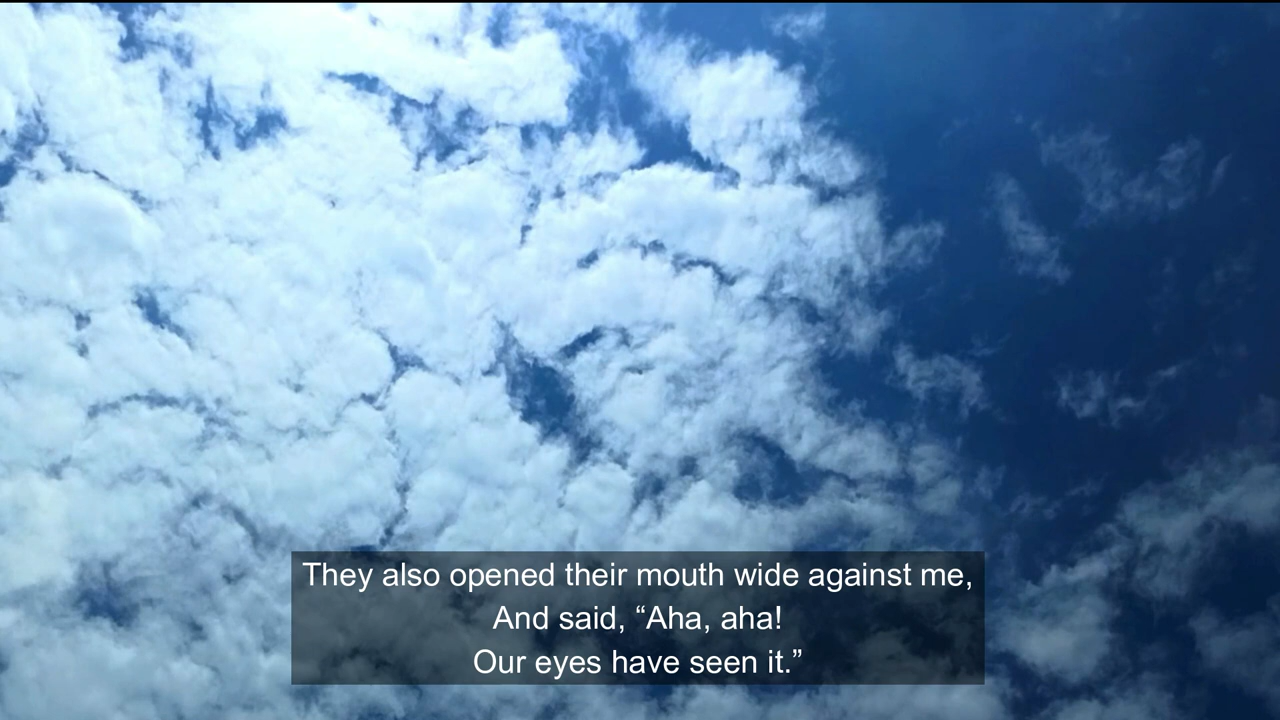 They also opened their mouth wide against me,
And said, “Aha, aha!
Our eyes have seen it.”